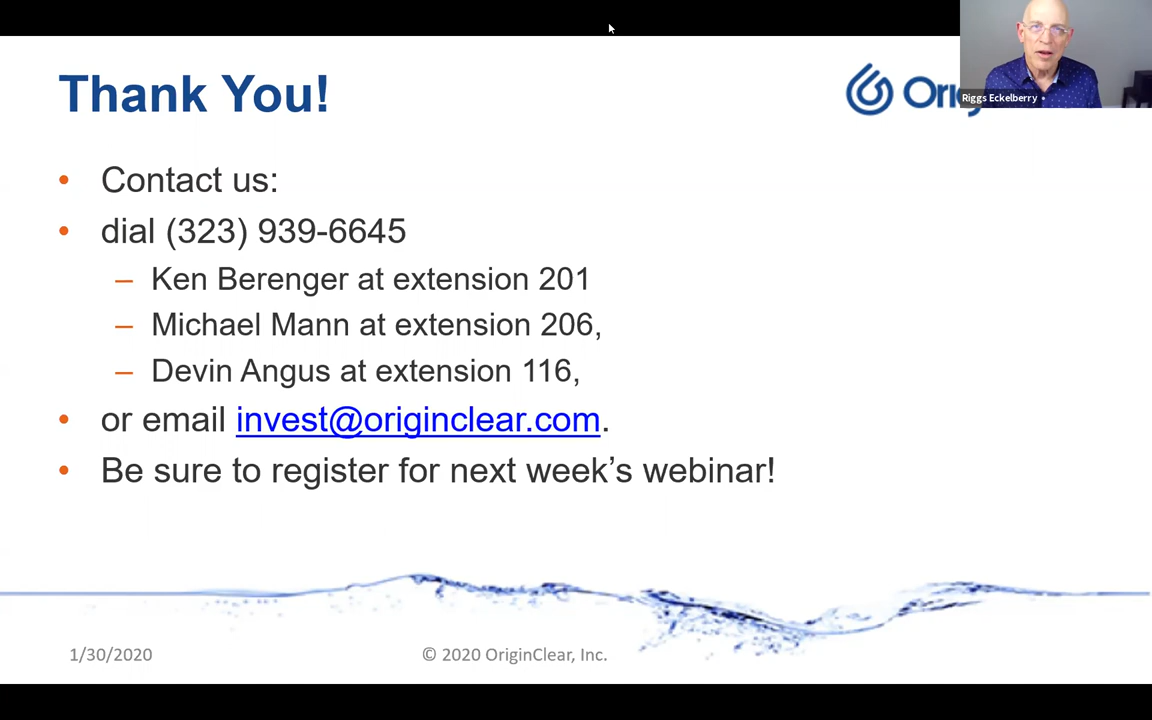 Thank You!
Riggs Eckelberry
• Contact us:
• dial (323) 939-6645
– Ken Berenger at extension 201
– Michael Mann at extension 206,
– Devin Angus at extension 116,
• or email invest@originclear.com.
• Be sure to register for next week’s webinar!
1/30/2020
© 2020 OriginClear, Inc.